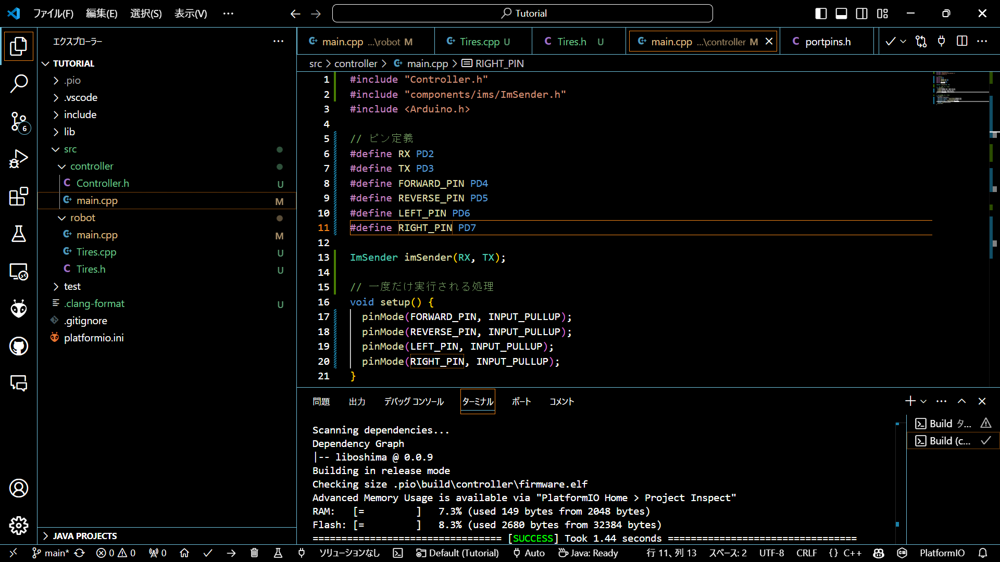 ファイル(F) 編集(E) 選択(S) 表示(V) ··· Tutorial
エクスプローラー ···
main.cpp ...\robot M Tires.cpp U Tires.h U main.cpp ...\controller M portpins.h
TUTORIAL
.pio
.vscode
include
lib
src
controller
Controller.h U
main.cpp M
robot
main.cpp M
Tires.cpp U
Tires.h U
test
.clang-format U
.gitignore
platformio.ini
JAVA PROJECTS
6
src > controller > main.cpp > RIGHT_PIN
1 #include "Controller.h"
2 #include "components/ims/ImSender.h"
3 #include <Arduino.h>
4
5 // ピン定義
6 #define RX PD2
7 #define TX PD3
8 #define FORWARD_PIN PD4
9 #define REVERSE_PIN PD5
10 #define LEFT_PIN PD6
11 #define RIGHT_PIN PD7
12
13 ImSender imSender(RX, TX);
14
15 // 一度だけ実行される処理
16 void setup() {
17 pinMode(FORWARD_PIN, INPUT_PULLUP);
18 pinMode(REVERSE_PIN, INPUT_PULLUP);
19 pinMode(LEFT_PIN, INPUT_PULLUP);
20 pinMode(RIGHT_PIN, INPUT_PULLUP);
21 }
問題 出力 デバッグ コンソール ターミナル ポート コメント
Scanning dependencies...
Dependency Graph
|-- liboshima @ 0.0.9
Building in release mode
Checking size .pio\build\controller\firmware.elf
Advanced Memory Usage is available via "PlatformIO Home > Project Inspect"
RAM: [= ] 7.3% (used 149 bytes from 2048 bytes)
Flash: [= ] 8.3% (used 2680 bytes from 32384 bytes)
================================= [SUCCESS] Took 1.44 seconds =================================
Build タ...
Build (c...
main* 0 0 0 ソリューションなし Default (Tutorial) Auto Java: Ready 行 11、列 13 スペース: 2 UTF-8 CRLF {} C++ PlatformIO